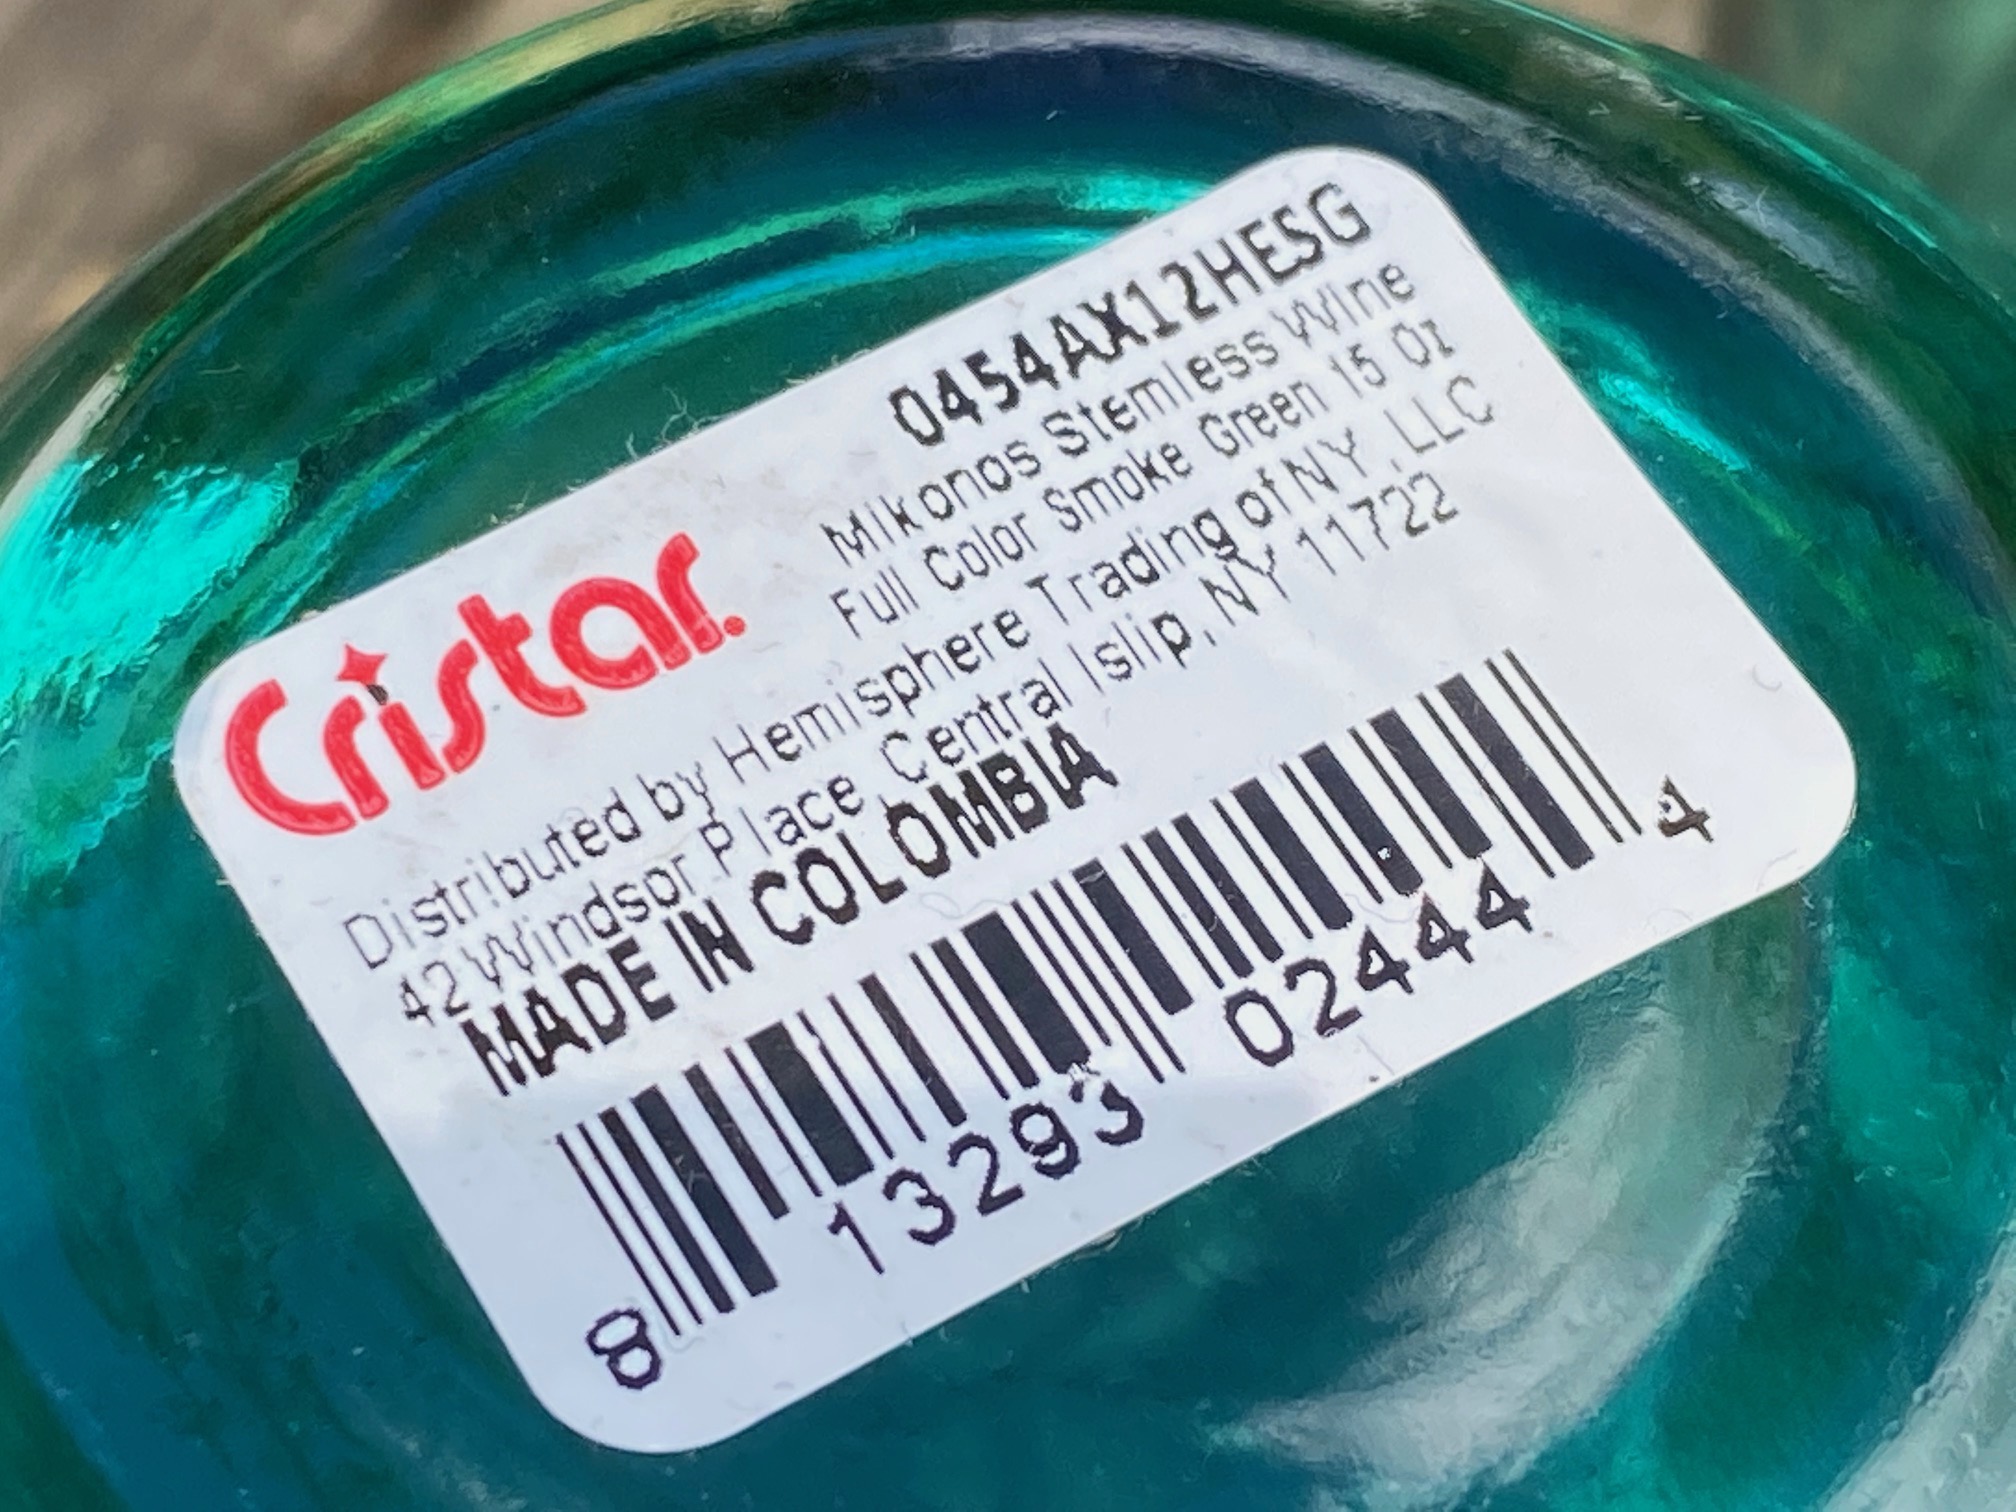 0454AX12HESG
Mikonos Stemless Wine
Full Color Smoke Green 15 Oz
Cristar.
Distributed by Hemisphere Trading of NY ,LLC
42 Windsor Place Central Islip, NY 11722
MADE IN COLOMBIA
8 13293 02444 4